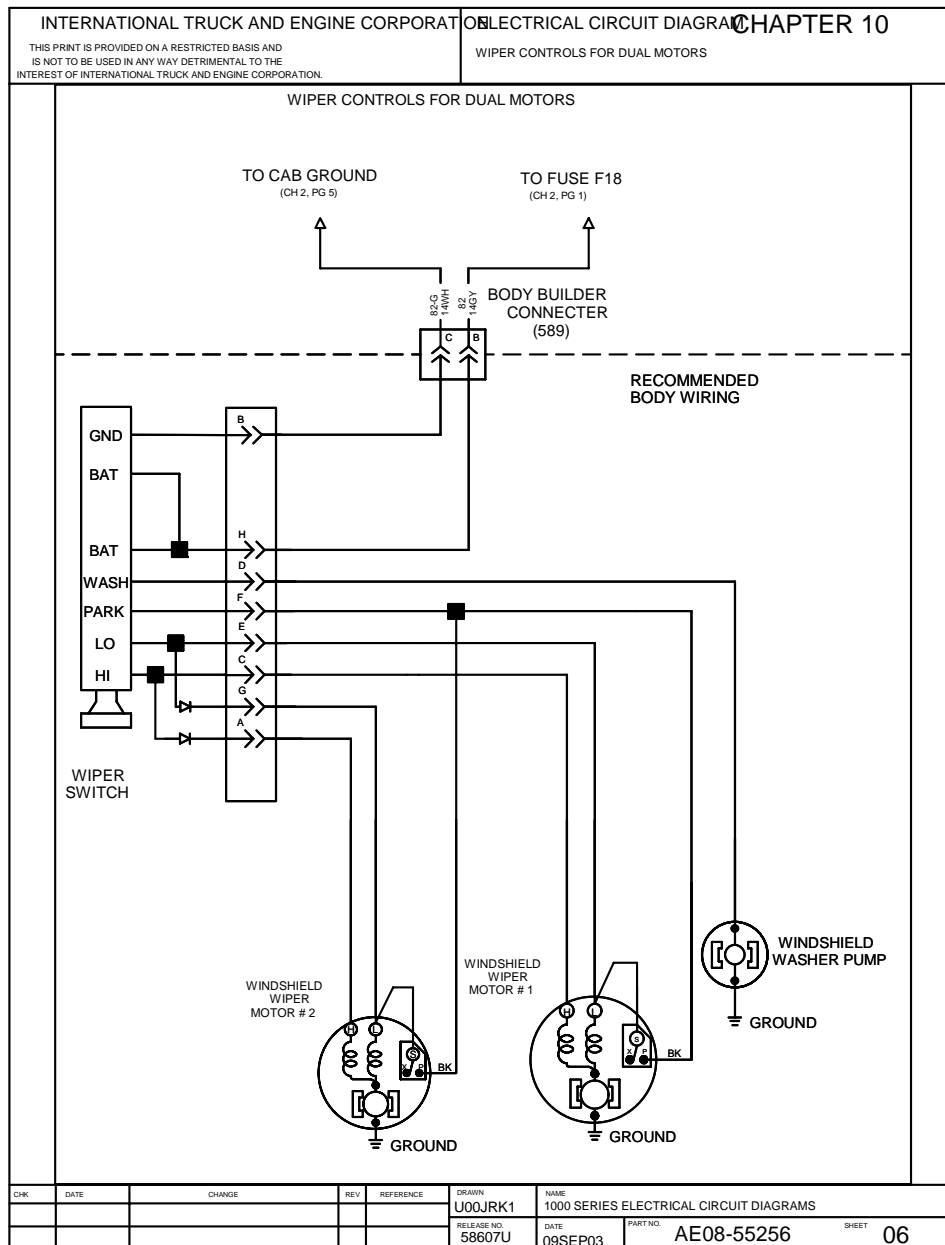 INTERNATIONAL TRUCK AND ENGINE CORPORATION
THIS PRINT IS PROVIDED ON A RESTRICTED BASIS AND
IS NOT TO BE USED IN ANY WAY DETRIMENTAL TO THE
INTEREST OF INTERNATIONAL TRUCK AND ENGINE CORPORATION.
ELECTRICAL CIRCUIT DIAGRAM
CHAPTER 10
WIPER CONTROLS FOR DUAL MOTORS
WIPER CONTROLS FOR DUAL MOTORS
TO CAB GROUND
(CH 2, PG 5)
TO FUSE F18
(CH 2, PG 1)
82-G
14WH
82
14GY
BODY BUILDER
CONNECTER
(589)
C
B
RECOMMENDED
BODY WIRING
GND
B
BAT
BAT
H
WASH
D
PARK
F
LO
E
HI
C
G
A
WIPER
SWITCH
WINDSHIELD
WIPER
MOTOR # 2
H
L
S
X
P
BK
GROUND
WINDSHIELD
WIPER
MOTOR # 1
H
L
S
X
P
BK
GROUND
WINDSHIELD
WASHER PUMP
GROUND
CHK
DATE
CHANGE
REV
REFERENCE
DRAWN
U00JRK1
NAME
1000 SERIES ELECTRICAL CIRCUIT DIAGRAMS
RELEASE NO.
58607U
DATE
09SEP03
PART NO.
AE08-55256
SHEET
06